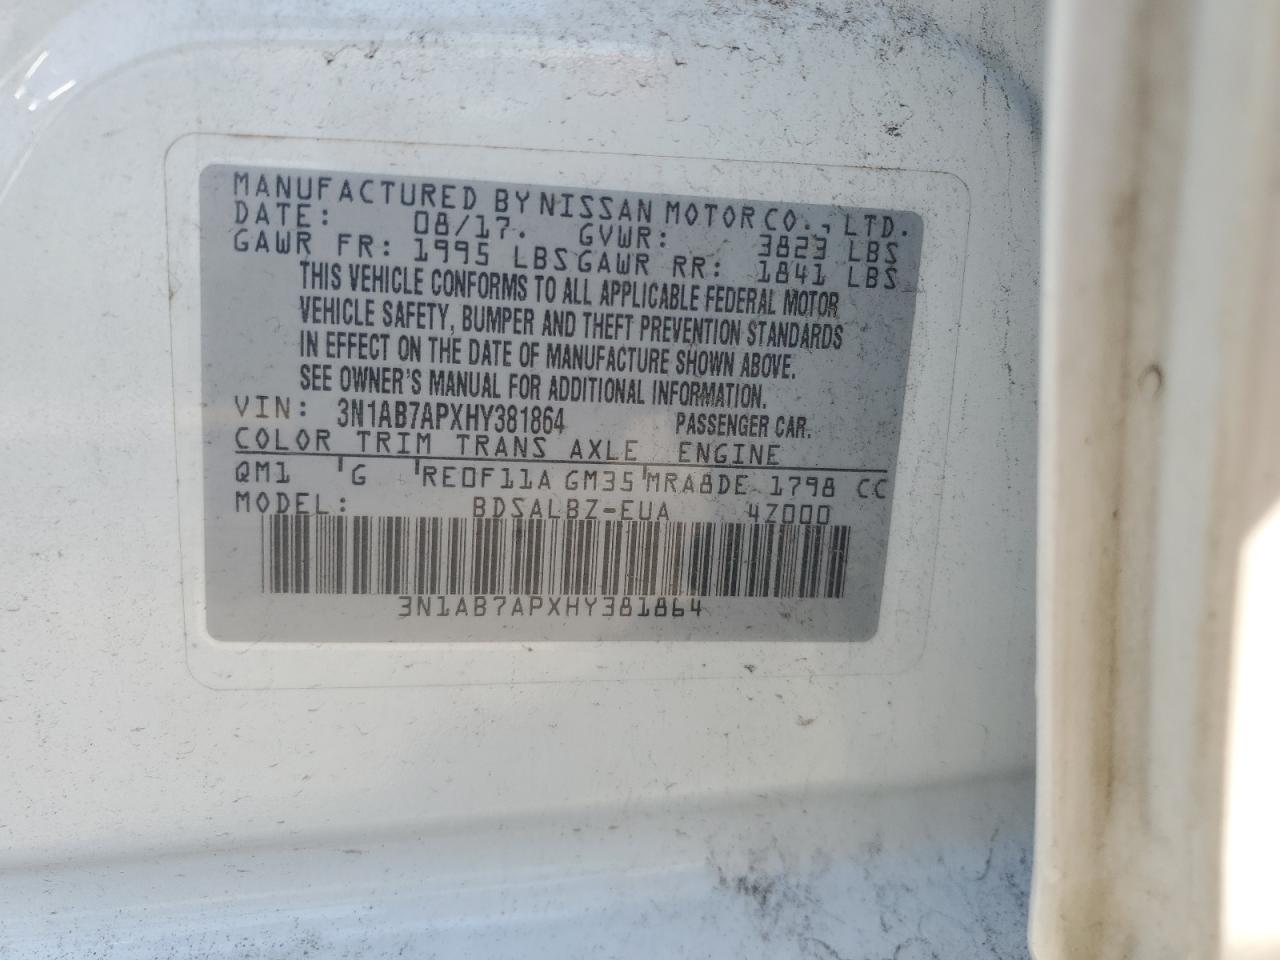 MANUFACTURED BY NISSAN MOTOR CO., LTD.
DATE: 08/17. GVWR: 3823 LBS
GAWR FR: 1995 LBS GAWR RR: 1841 LBS
THIS VEHICLE CONFORMS TO ALL APPLICABLE FEDERAL MOTOR
VEHICLE SAFETY, BUMPER AND THEFT PREVENTION STANDARDS
IN EFFECT ON THE DATE OF MANUFACTURE SHOWN ABOVE.
SEE OWNER'S MANUAL FOR ADDITIONAL INFORMATION.
VIN: 3N1AB7APXHY381864 PASSENGER CAR.
COLOR TRIM TRANS AXLE ENGINE
QM1 ' G ' RE0F11A GM35 ' MRA8DE 1798 CC
MODEL: BDSALBZ-EUA 4Z000
3N1AB7APXHY381864